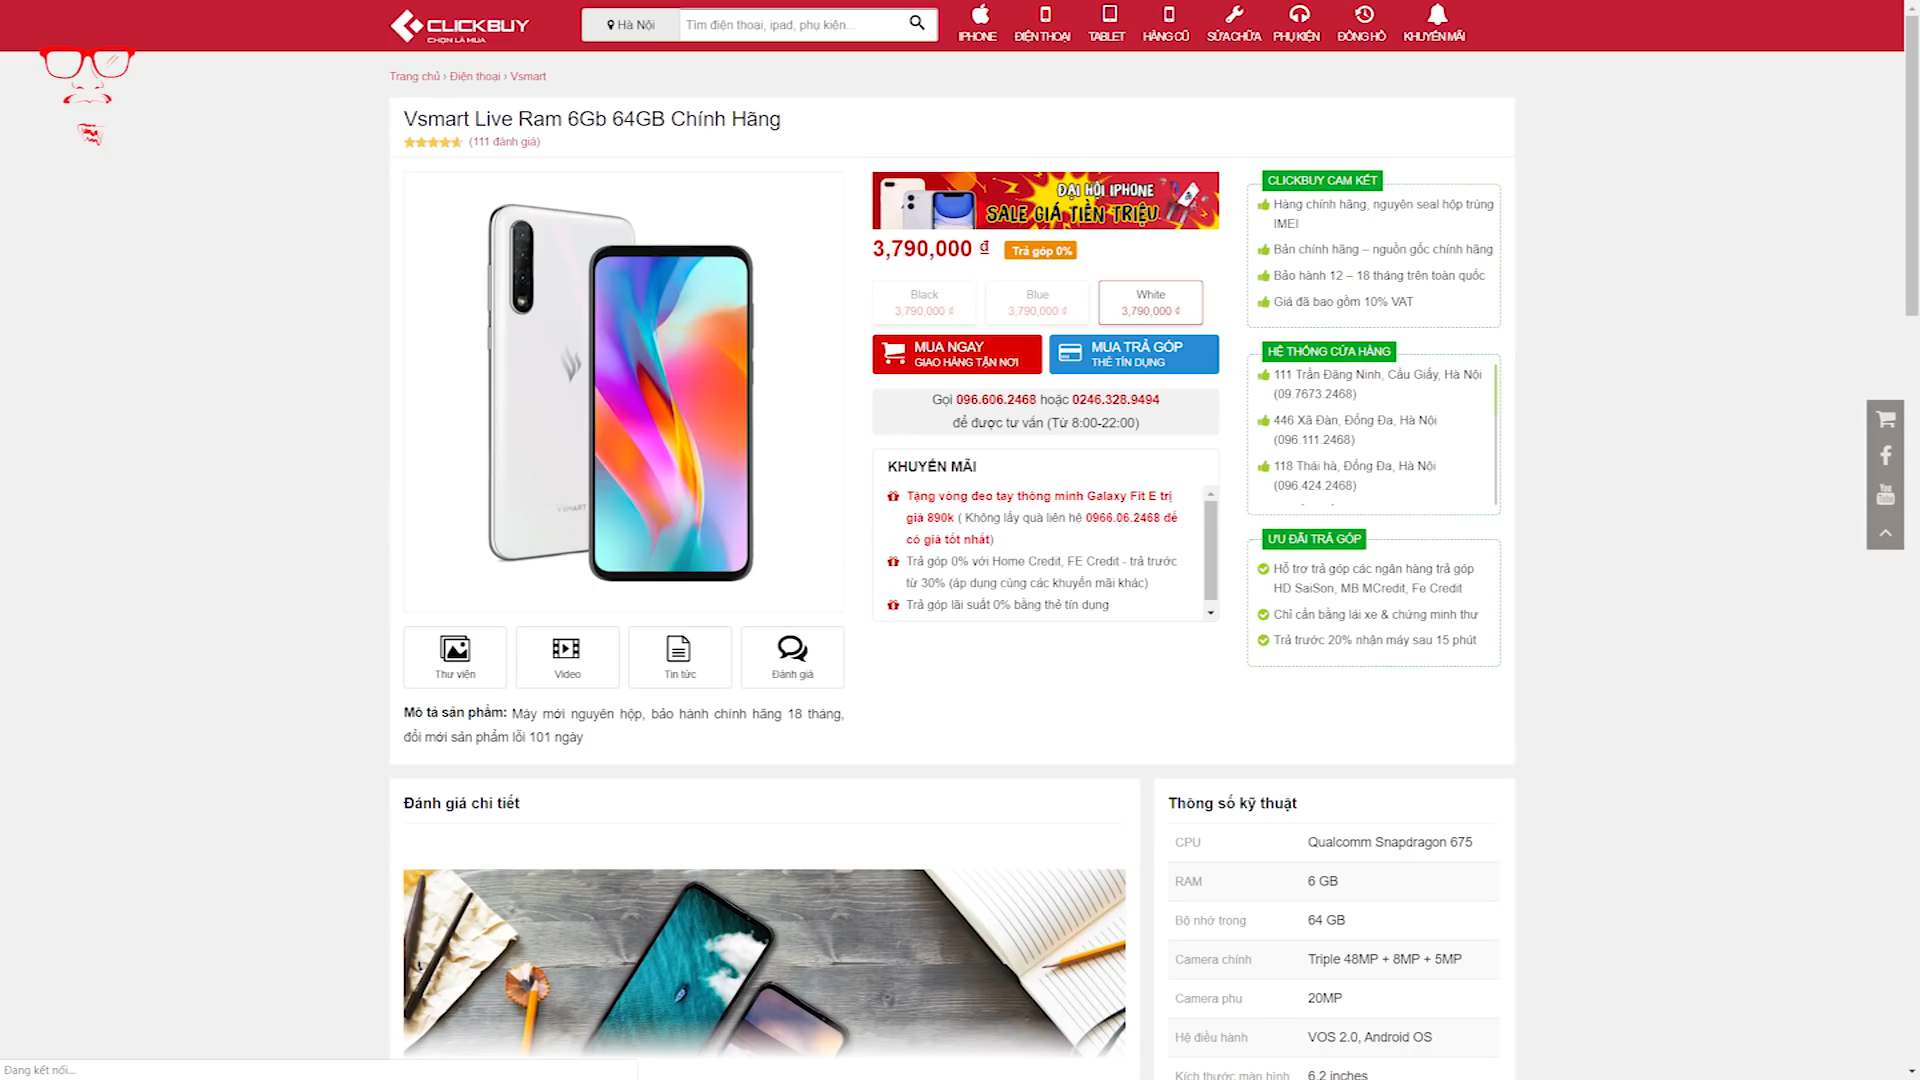 CLICKBUY
CHỌN LÀ MUA
Hà Nội
Tìm điện thoại, ipad, phụ kiện...
IPHONE
ĐIỆN THOẠI
TABLET
HÀNG CŨ
SỬA CHỮA
PHỤ KIỆN
ĐỒNG HỒ
KHUYẾN MÃI
Trang chủ › Điện thoại › Vsmart
Vsmart Live Ram 6Gb 64GB Chính Hãng
(111 đánh giá)
VSMART
ĐẠI HỘI IPHONE
SALE GIÁ TIỀN TRIỆU
3,790,000 ₫
Trả góp 0%
Black
3,790,000 ₫
Blue
3,790,000 ₫
White
3,790,000 ₫
MUA NGAY
GIAO HÀNG TẬN NƠI
MUA TRẢ GÓP
THẺ TÍN DỤNG
Gọi 096.606.2468 hoặc 0246.328.9494
để được tư vấn (Từ 8:00-22:00)
KHUYẾN MÃI
Tặng vòng đeo tay thông minh Galaxy Fit E trị
giá 890k ( Không lấy quà liên hệ 0966.06.2468 để
có giá tốt nhất)
Trả góp 0% với Home Credit, FE Credit - trả trước
từ 30% (áp dụng cùng các khuyến mãi khác)
Trả góp lãi suất 0% bằng thẻ tín dụng
CLICKBUY CAM KẾT
Hàng chính hãng, nguyên seal hộp trùng
IMEI
Bản chính hãng – nguồn gốc chính hãng
Bảo hành 12 – 18 tháng trên toàn quốc
Giá đã bao gồm 10% VAT
HỆ THỐNG CỬA HÀNG
111 Trần Đăng Ninh, Cầu Giấy, Hà Nội
(09.7673.2468)
446 Xã Đàn, Đống Đa, Hà Nội
(096.111.2468)
118 Thái hà, Đống Đa, Hà Nội
(096.424.2468)
ƯU ĐÃI TRẢ GÓP
Hỗ trợ trả góp các ngân hàng trả góp
HD SaiSon, MB MCredit, Fe Credit
Chỉ cần bằng lái xe & chứng minh thư
Trả trước 20% nhận máy sau 15 phút
You
Tube
Thư viện
Video
Tin tức
Đánh giá
Mô tả sản phẩm: Máy mới nguyên hộp, bảo hành chính hãng 18 tháng,
đổi mới sản phẩm lỗi 101 ngày
Đánh giá chi tiết
Thông số kỹ thuật
CPU Qualcomm Snapdragon 675
RAM 6 GB
Bộ nhớ trong 64 GB
Camera chính Triple 48MP + 8MP + 5MP
Camera phụ 20MP
Hệ điều hành VOS 2.0, Android OS
Kích thước màn hình 6.2 inches
Đang kết nối...